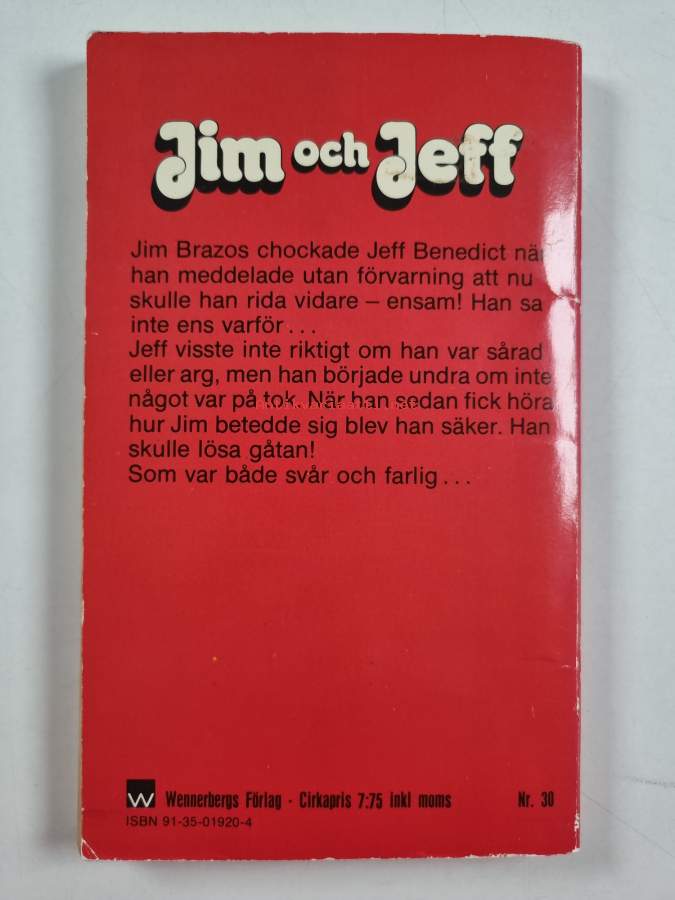 Jim och Jeff
Jim Brazos chockade Jeff Benedict när
han meddelade utan förvarning att nu
skulle han rida vidare – ensam! Han sa
inte ens varför...
Jeff visste inte riktigt om han var sårad
eller arg, men han började undra om inte
något var på tok. När han sedan fick höra
hur Jim betedde sig blev han säker. Han
skulle lösa gåtan!
Som var både svår och farlig...
W Wennerbergs Förlag · Cirkapris 7:75 inkl moms Nr. 30
ISBN 91-35-01920-4